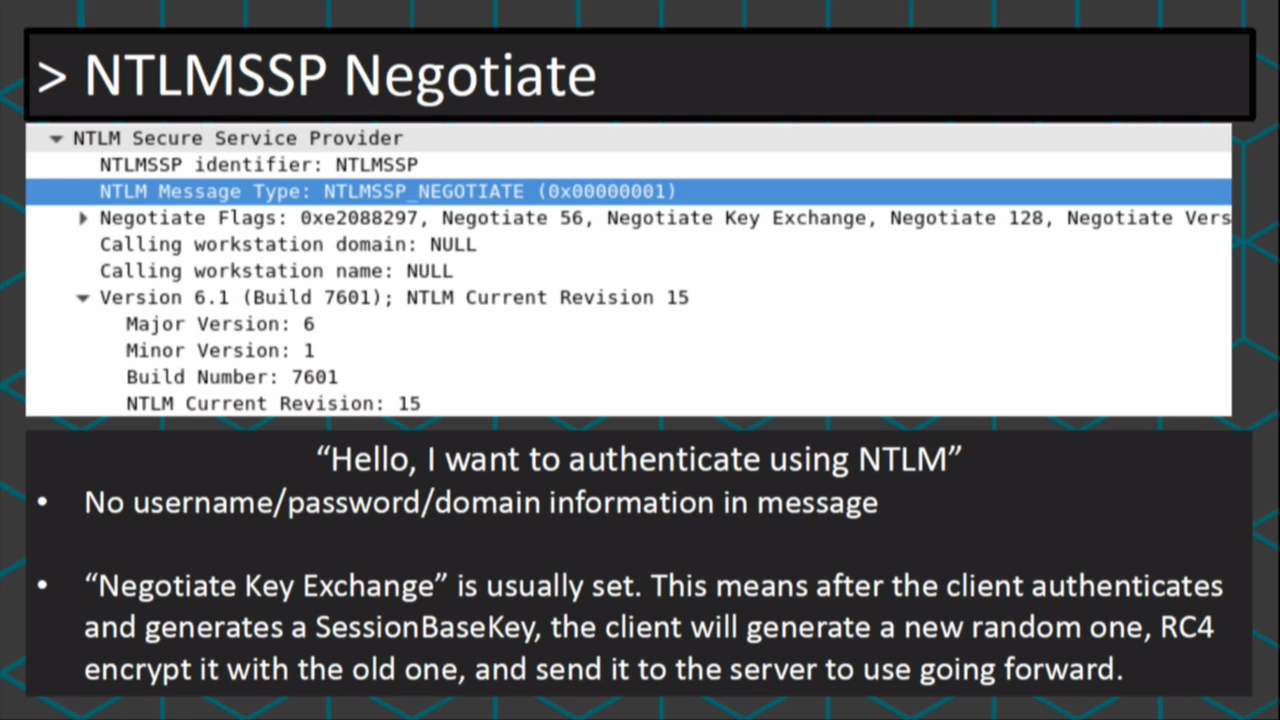 > NTLMSSP Negotiate
NTLM Secure Service Provider
NTLMSSP identifier: NTLMSSP
NTLM Message Type: NTLMSSP_NEGOTIATE (0x00000001)
Negotiate Flags: 0xe2088297, Negotiate 56, Negotiate Key Exchange, Negotiate 128, Negotiate Vers
Calling workstation domain: NULL
Calling workstation name: NULL
Version 6.1 (Build 7601); NTLM Current Revision 15
Major Version: 6
Minor Version: 1
Build Number: 7601
NTLM Current Revision: 15
“Hello, I want to authenticate using NTLM”
• No username/password/domain information in message
• “Negotiate Key Exchange” is usually set. This means after the client authenticates
and generates a SessionBaseKey, the client will generate a new random one, RC4
encrypt it with the old one, and send it to the server to use going forward.